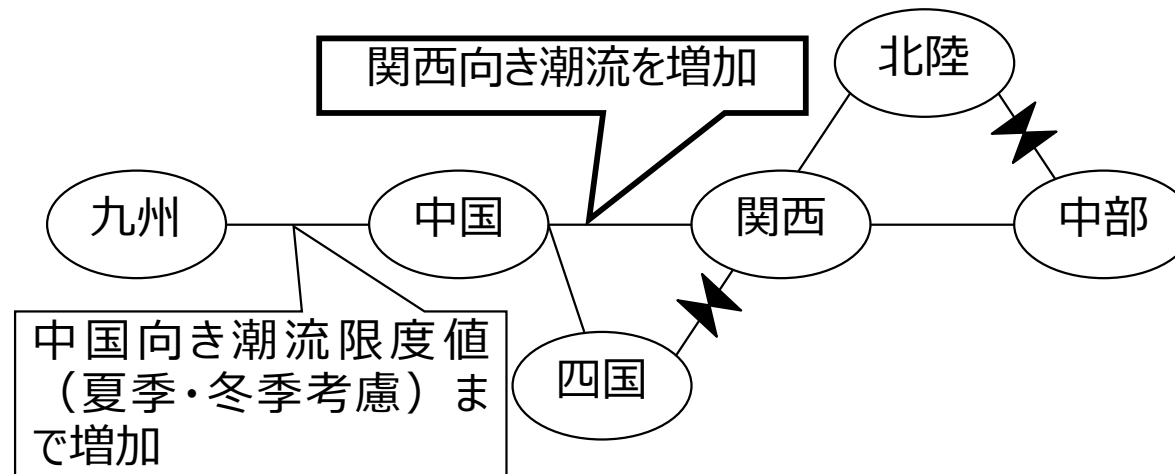 関西向き潮流を増加
北陸
九州
中国
関西
中部
中国向き潮流限度値
（夏季・冬季考慮）ま
で増加
四国